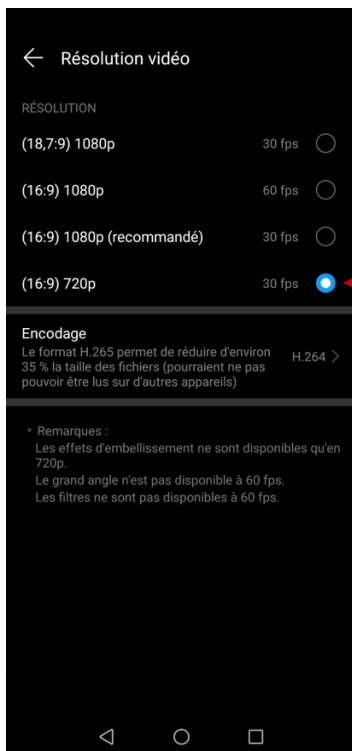 Résolution vidéo
RÉSOLUTION
(18,7:9) 1080p 30 fps
(16:9) 1080p 60 fps
(16:9) 1080p (recommandé) 30 fps
(16:9) 720p 30 fps
Encodage
Le format H.265 permet de réduire d'environ
35 % la taille des fichiers (pourraient ne pas
pouvoir être lus sur d'autres appareils)
H.264
• Remarques :
Les effets d'embellissement ne sont disponibles qu'en
720p.
Le grand angle n'est pas disponible à 60 fps.
Les filtres ne sont pas disponibles à 60 fps.